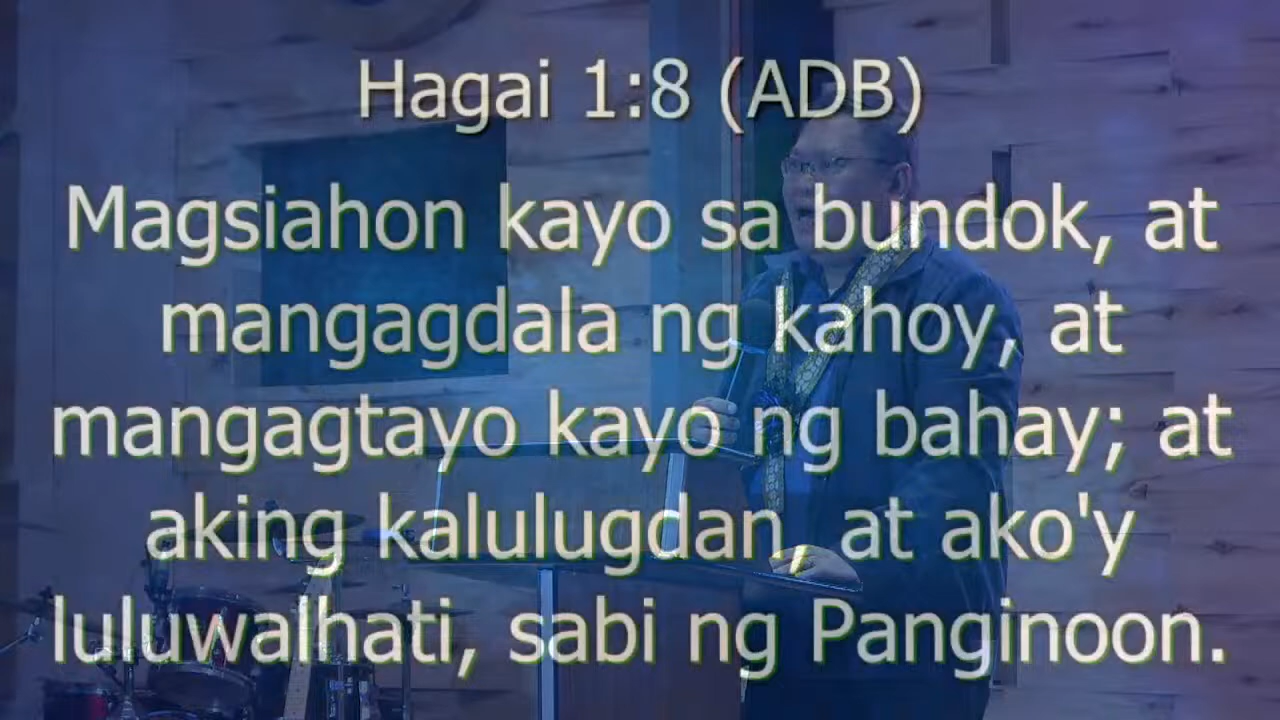 Hagai 1:8 (ADB)
Magsiahon kayo sa bundok, at
mangagdala ng kahoy, at
mangagtayo kayo ng bahay; at
aking kalulugdan, at ako'y
luluwalhati, sabi ng Panginoon.